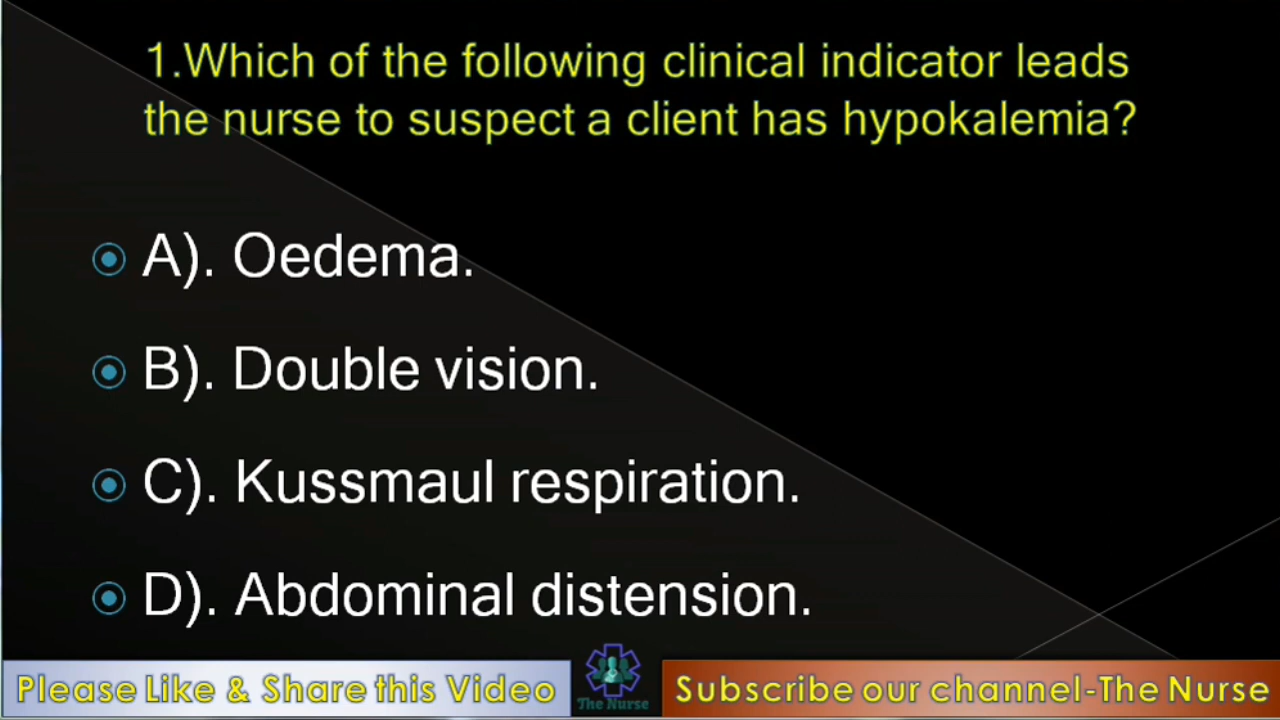 1.Which of the following clinical indicator leads
the nurse to suspect a client has hypokalemia?
A). Oedema.
B). Double vision.
C). Kussmaul respiration.
D). Abdominal distension.
Please Like & Share this Video
The Nurse
Subscribe our channel-The Nurse